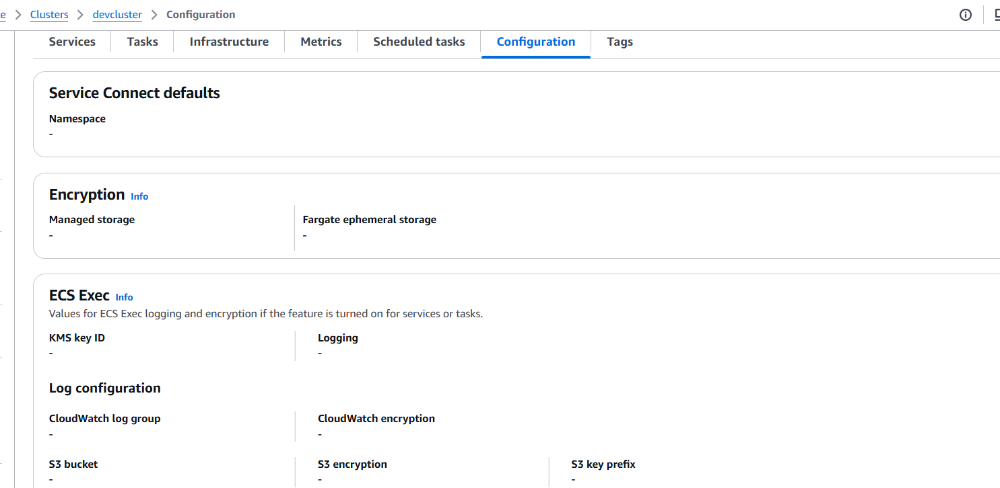 Clusters > devcluster > Configuration
Services Tasks Infrastructure Metrics Scheduled tasks Configuration Tags
Service Connect defaults
Namespace
-
Encryption Info
Managed storage Fargate ephemeral storage
- -
ECS Exec Info
Values for ECS Exec logging and encryption if the feature is turned on for services or tasks.
KMS key ID Logging
- -
Log configuration
CloudWatch log group CloudWatch encryption
- -
S3 bucket S3 encryption S3 key prefix
- - -